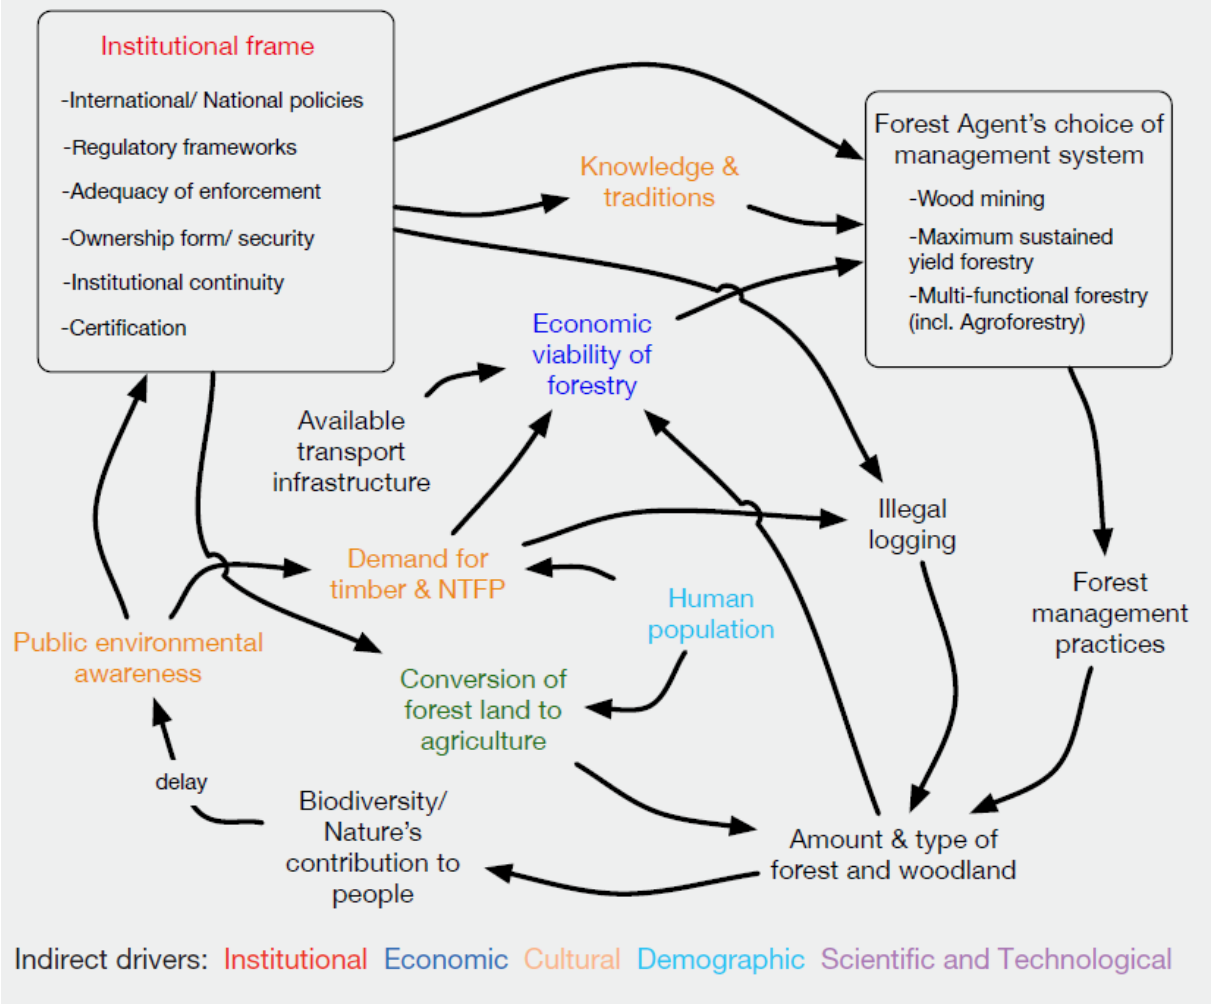 Institutional frame
-International/ National policies
-Regulatory frameworks
-Adequacy of enforcement
-Ownership form/ security
-Institutional continuity
-Certification
Knowledge &
traditions
Forest Agent's choice of
management system
-Wood mining
-Maximum sustained
yield forestry
-Multi-functional forestry
(incl. Agroforestry)
Economic
viability of
forestry
Available
transport
infrastructure
Illegal
logging
Demand for
timber & NTFP
Human
population
Forest
management
practices
Public environmental
awareness
Conversion of
forest land to
agriculture
delay
Biodiversity/
Nature's
contribution to
people
Amount & type of
forest and woodland
Indirect drivers: Institutional Economic Cultural Demographic Scientific and Technological